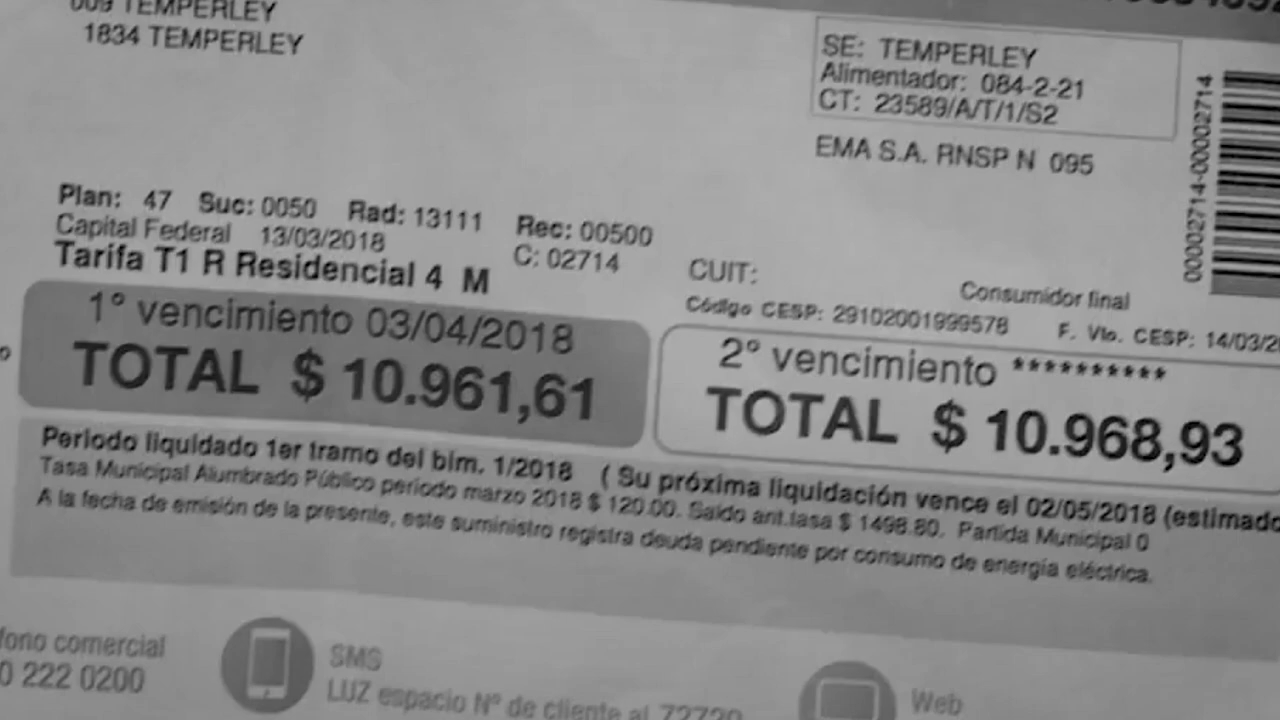 009 TEMPERLEY
1834 TEMPERLEY
SE: TEMPERLEY
Alimentador: 084-2-21
CT: 23589/A/T/1/S2
EMA S.A. RNSP N 095
00002714-00002714
Plan: 47 Suc: 0050 Rad: 13111 Rec: 00500
Capital Federal 13/03/2018 C: 02714
Tarifa T1 R Residencial 4 M
CUIT:
Consumidor final
Código CESP: 29102001999578 F. Vto. CESP: 14/03/2
1° vencimiento 03/04/2018
TOTAL $ 10.961,61
2° vencimiento **********
TOTAL $ 10.968,93
Periodo liquidado 1er tramo del bim. 1/2018 ( Su próxima liquidación vence el 02/05/2018 (estimado
Tasa Municipal Alumbrado Público periodo marzo 2018 $ 120.00. Saldo ant.tasa $ 1498.80. Partida Municipal 0
A la fecha de emisión de la presente, este suministro registra deuda pendiente por consumo de energía eléctrica.
fono comercial
0 222 0200
SMS
LUZ espacio Nº de cliente al 72720
Web